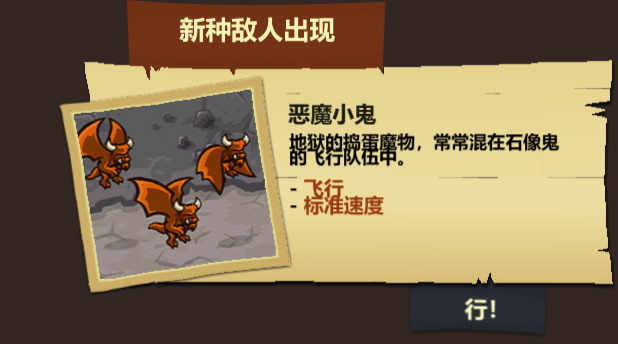 新种敌人出现
恶魔小鬼
地狱的捣蛋魔物，常常混在石像鬼
的飞行队伍中。
- 飞行
- 标准速度
行!